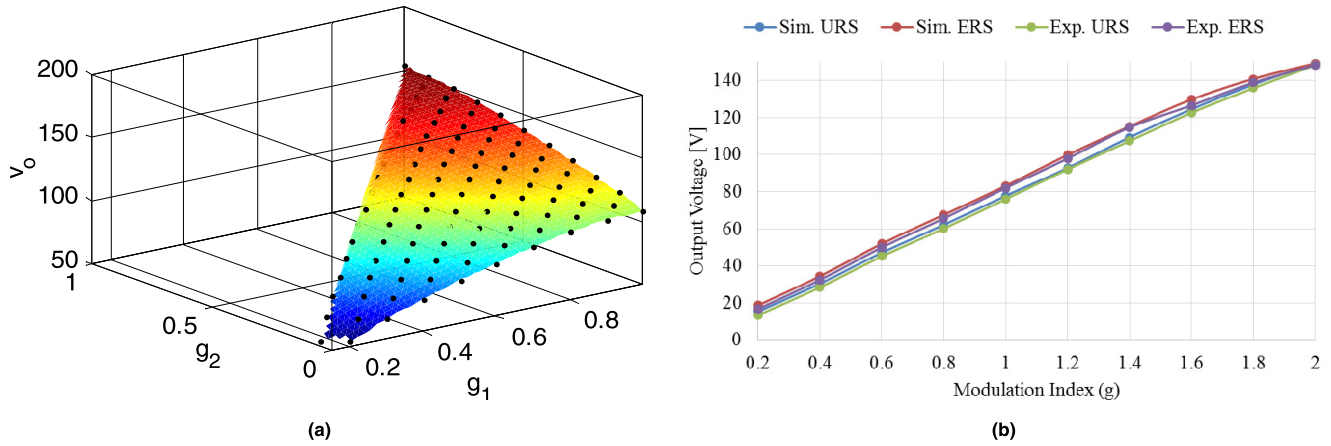 200
150
100
50
v_o
1
0.5
0
g_2
0.2
0.4
0.6
0.8
g_1
(a)
Sim. URS Sim. ERS Exp. URS Exp. ERS
140
120
100
80
60
40
20
0
Output Voltage [V]
0.2 0.4 0.6 0.8 1 1.2 1.4 1.6 1.8 2
Modulation Index (g)
(b)